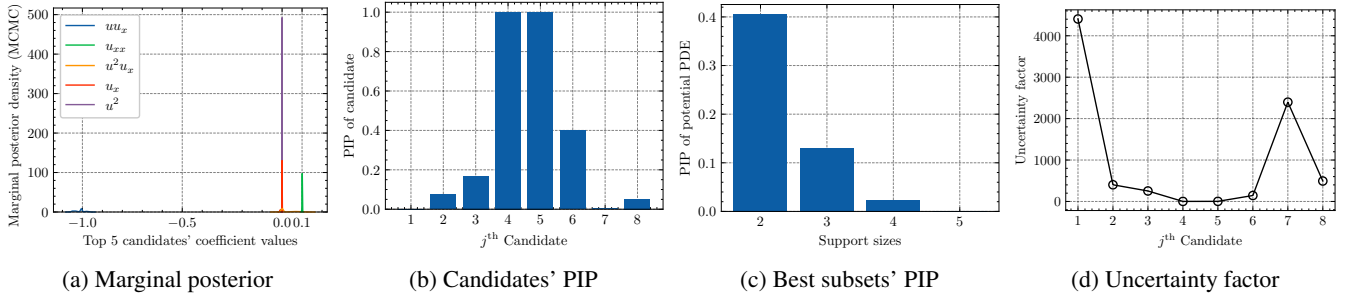 Marginal posterior density (MCMC)
500
400
300
200
100
0
uu_x
u_{xx}
u^2u_x
u_x
u^2
−1.0
−0.5
0.0
0.1
Top 5 candidates' coefficient values
(a) Marginal posterior
PIP of candidate
1.0
0.8
0.6
0.4
0.2
0.0
1 2 3 4 5 6 7 8
j^{th} Candidate
(b) Candidates' PIP
PIP of potential PDE
0.4
0.3
0.2
0.1
0.0
2 3 4 5
Support sizes
(c) Best subsets' PIP
Uncertainty factor
4000
3000
2000
1000
0
1 2 3 4 5 6 7 8
j^{th} Candidate
(d) Uncertainty factor